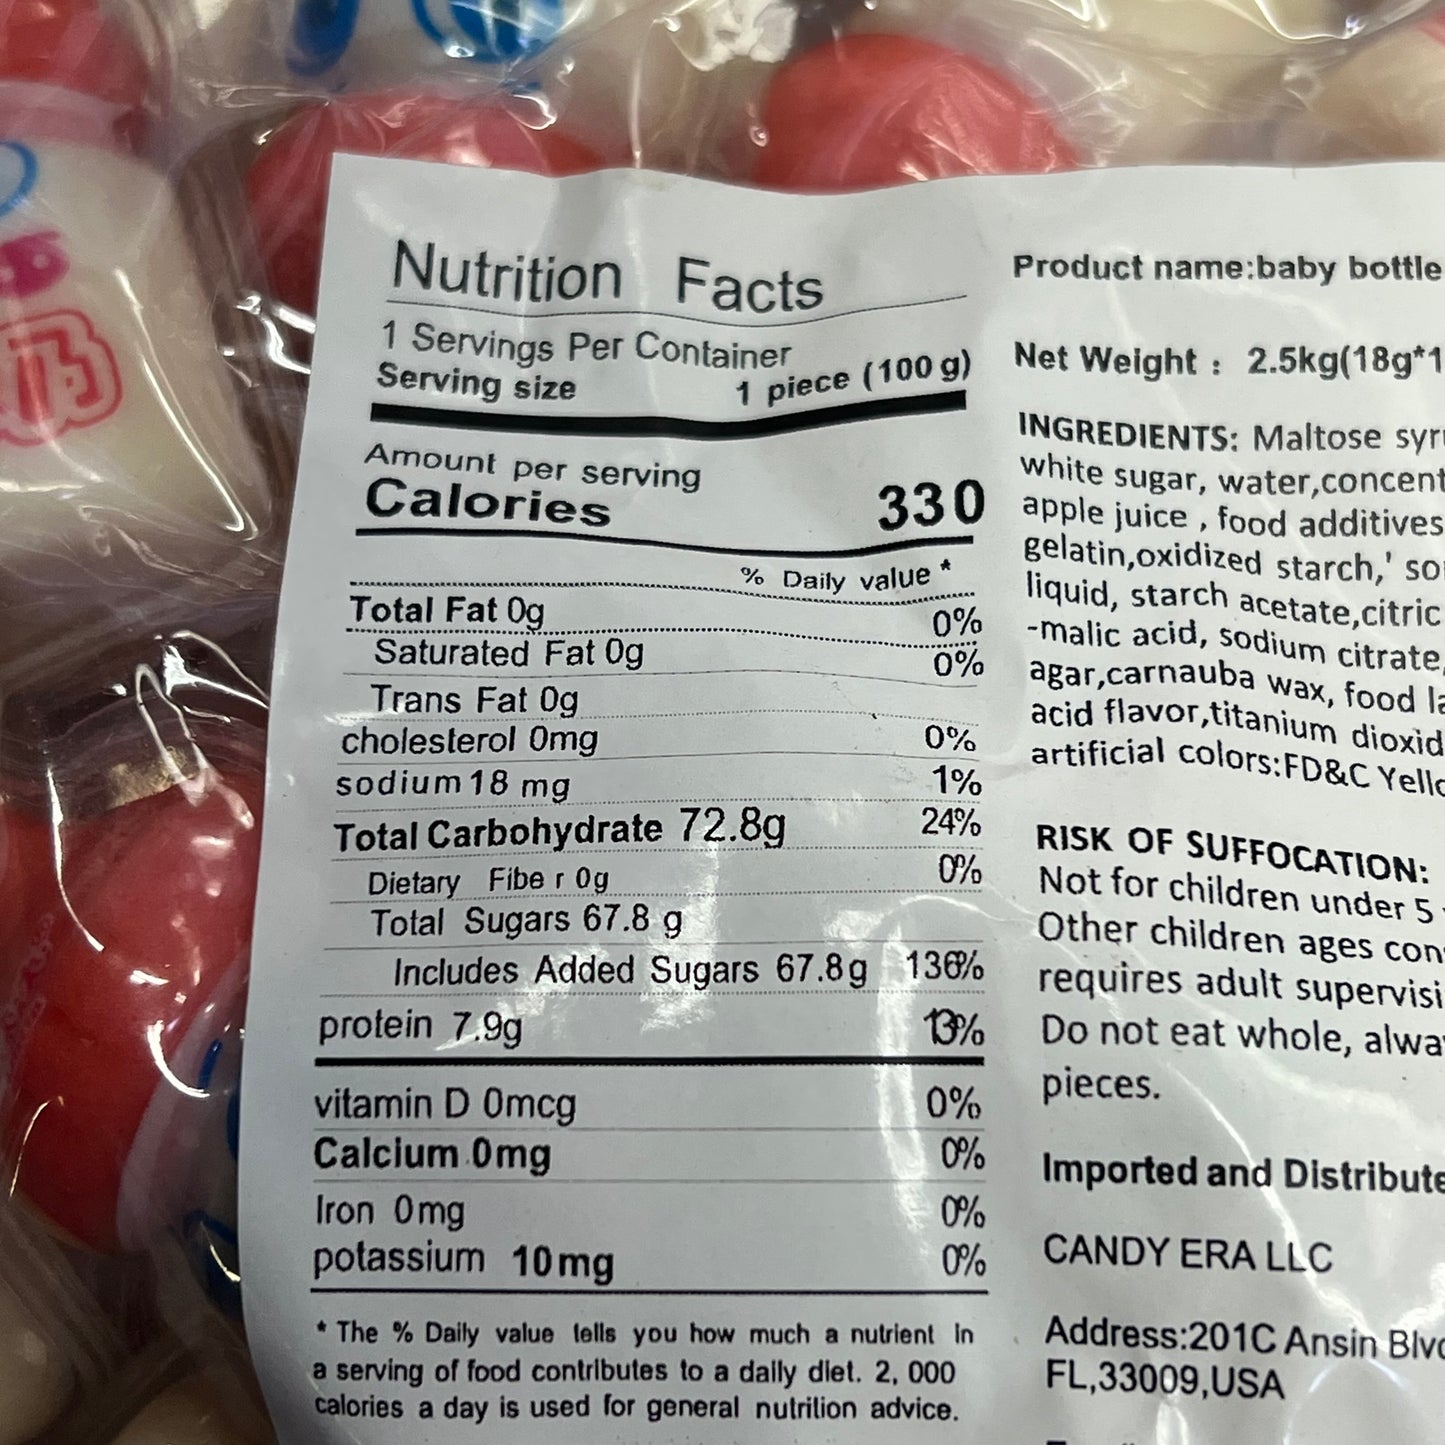 Nutrition Facts
1 Servings Per Container
Serving size 1 piece (100 g)
Amount per serving
Calories 330
% Daily value *
Total Fat 0g 0%
Saturated Fat 0g 0%
Trans Fat 0g
cholesterol 0mg 0%
sodium 18 mg 1%
Total Carbohydrate 72.8g 24%
Dietary Fibe r 0g 0%
Total Sugars 67.8 g
Includes Added Sugars 67.8g 136%
protein 7.9g 13%
vitamin D 0mcg 0%
Calcium 0mg 0%
Iron 0mg 0%
potassium 10mg 0%
* The % Daily value tells you how much a nutrient In
a serving of food contributes to a daily diet. 2, 000
calories a day is used for general nutrition advice.
Product name:baby bottle
Net Weight : 2.5kg(18g*1
INGREDIENTS: Maltose
white sugar, water,concent
apple juice , food additives
gelatin,oxidized starch,'
liquid, starch acetate,citric
-malic acid, sodium citrate,
agar,carnauba wax, food
acid flavor,titanium dioxid
artificial colors:FD&C Yello
RISK OF SUFFOCATION:
Not for children under 5
Other children ages con
requires adult supervisi
Do not eat whole, alwa
pieces.
Imported and Distribute
CANDY ERA LLC
Address:201C Ansin Blvd
FL,33009,USA